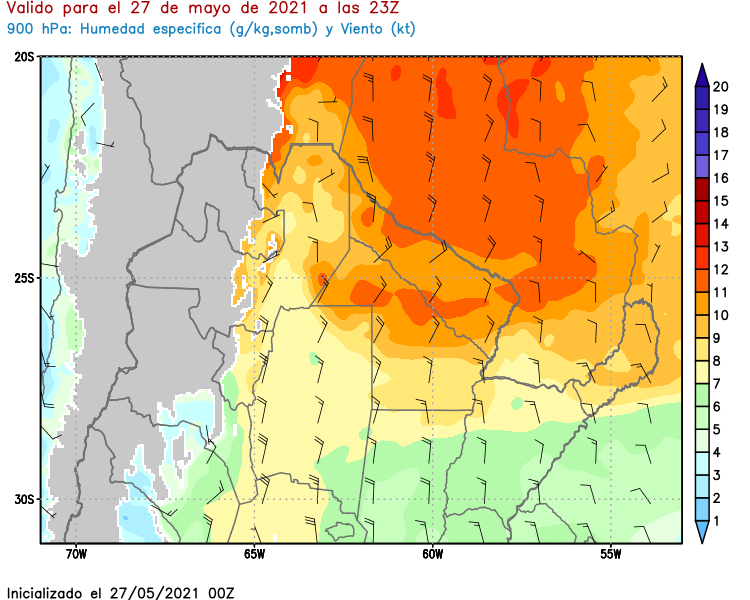 Valido para el 27 de mayo de 2021 a las 23Z
900 hPa: Humedad especifica (g/kg,somb) y Viento (kt)
20S
25S
30S
70W
65W
60W
55W
20
19
18
17
16
15
14
13
12
11
10
9
8
7
6
5
4
3
2
1
Inicializado el 27/05/2021 00Z